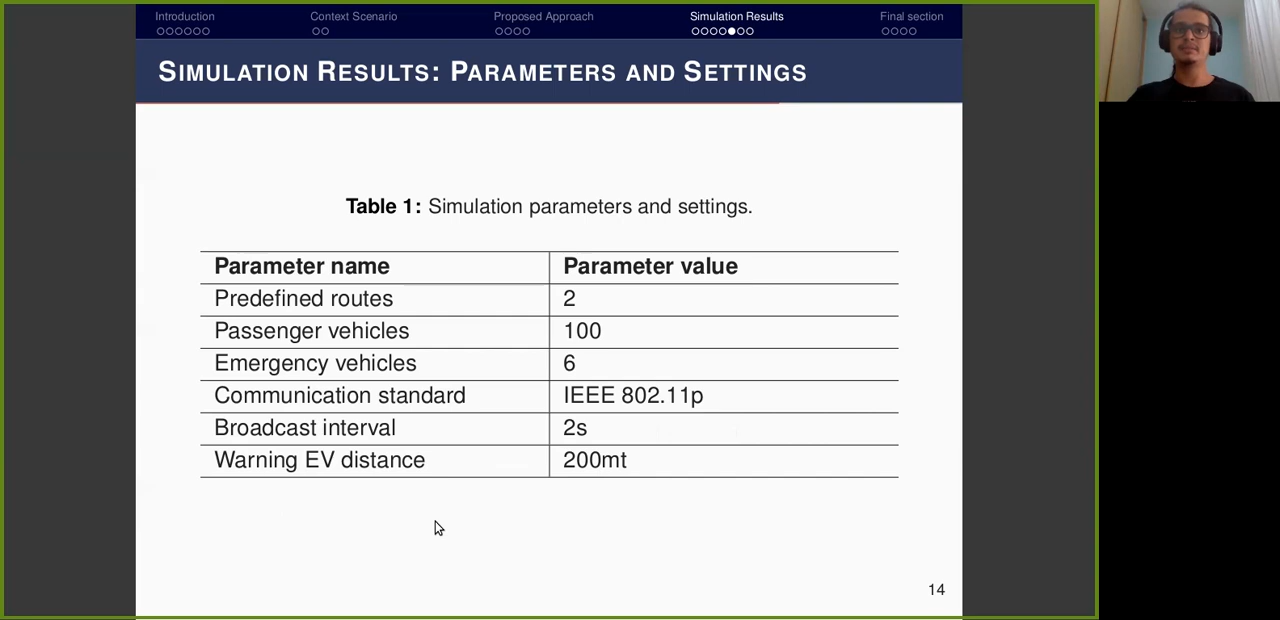 Introduction Context Scenario Proposed Approach Simulation Results Final section
SIMULATION RESULTS: PARAMETERS AND SETTINGS
Table 1: Simulation parameters and settings.
Parameter name Parameter value
Predefined routes 2
Passenger vehicles 100
Emergency vehicles 6
Communication standard IEEE 802.11p
Broadcast interval 2s
Warning EV distance 200mt
14